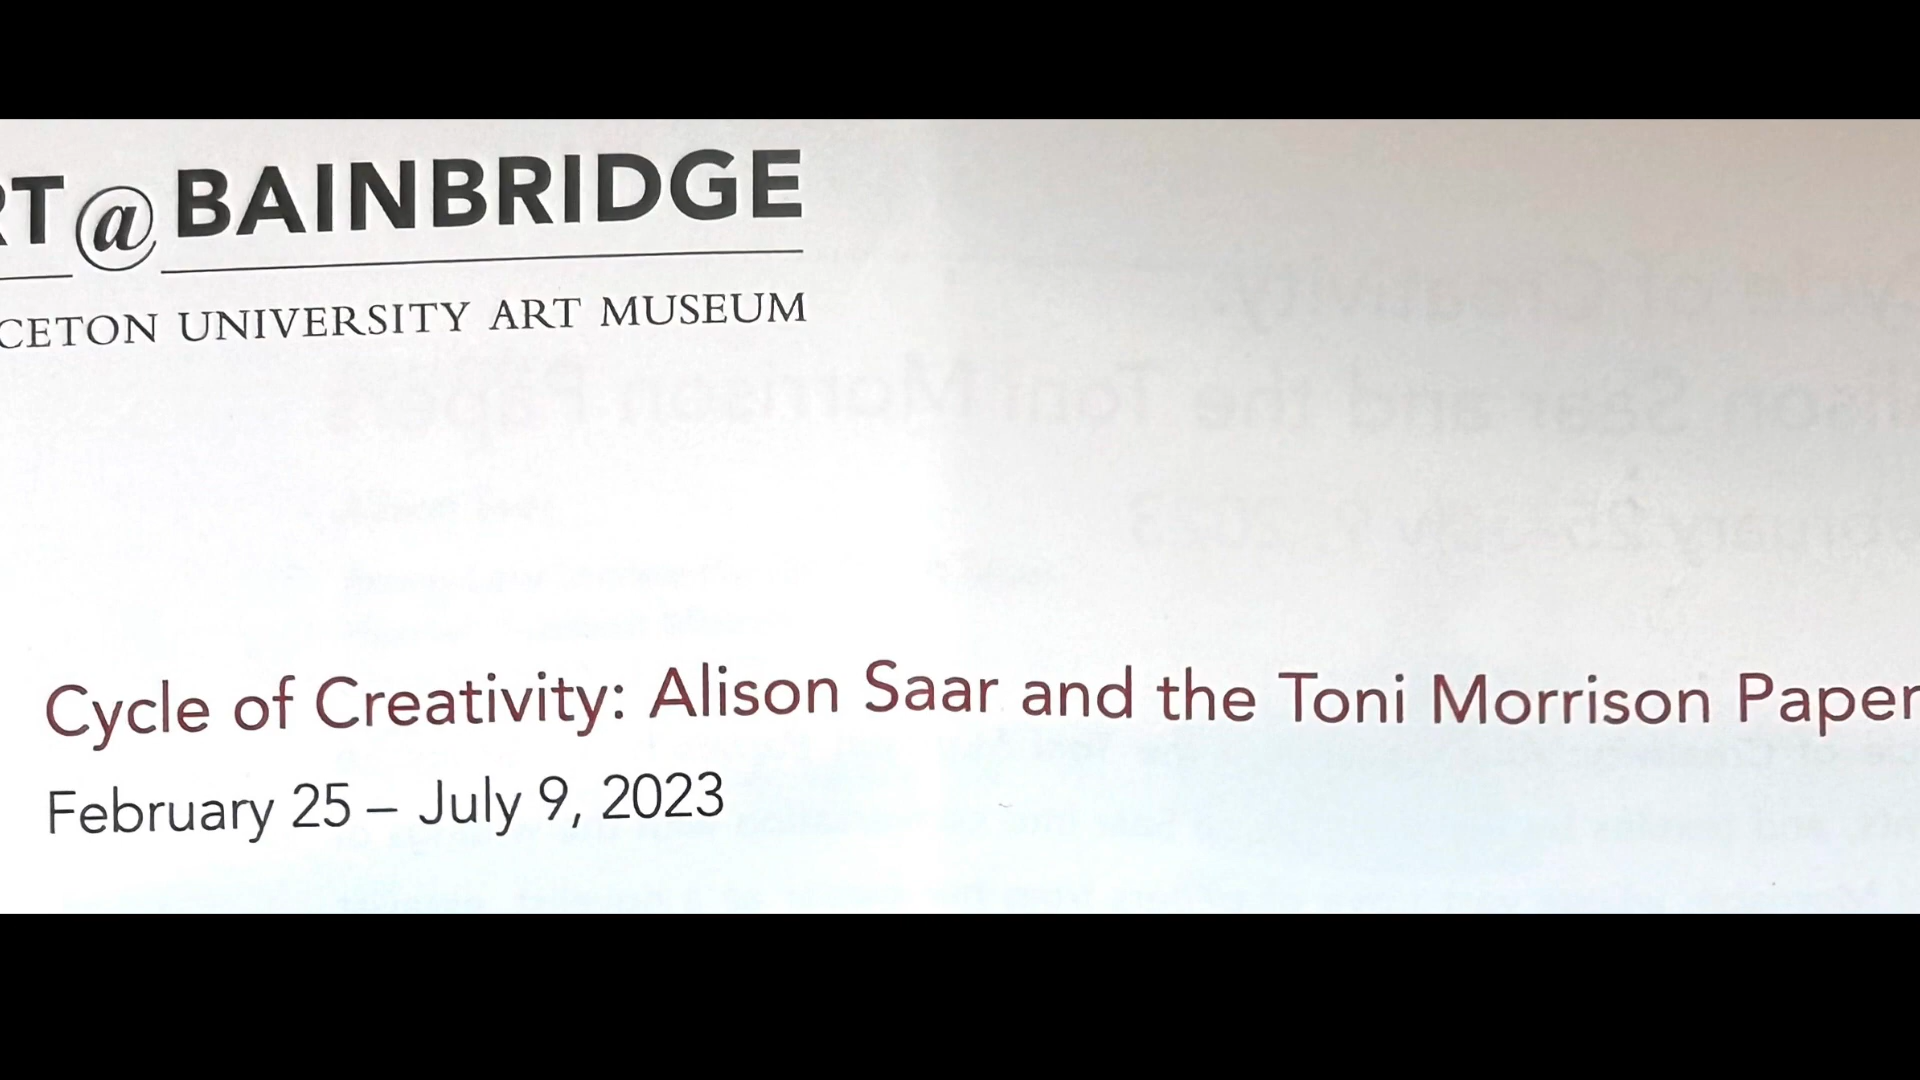 RT@BAINBRIDGE
CETON UNIVERSITY ART MUSEUM
Cycle of Creativity: Alison Saar and the Toni Morrison Paper
February 25 – July 9, 2023